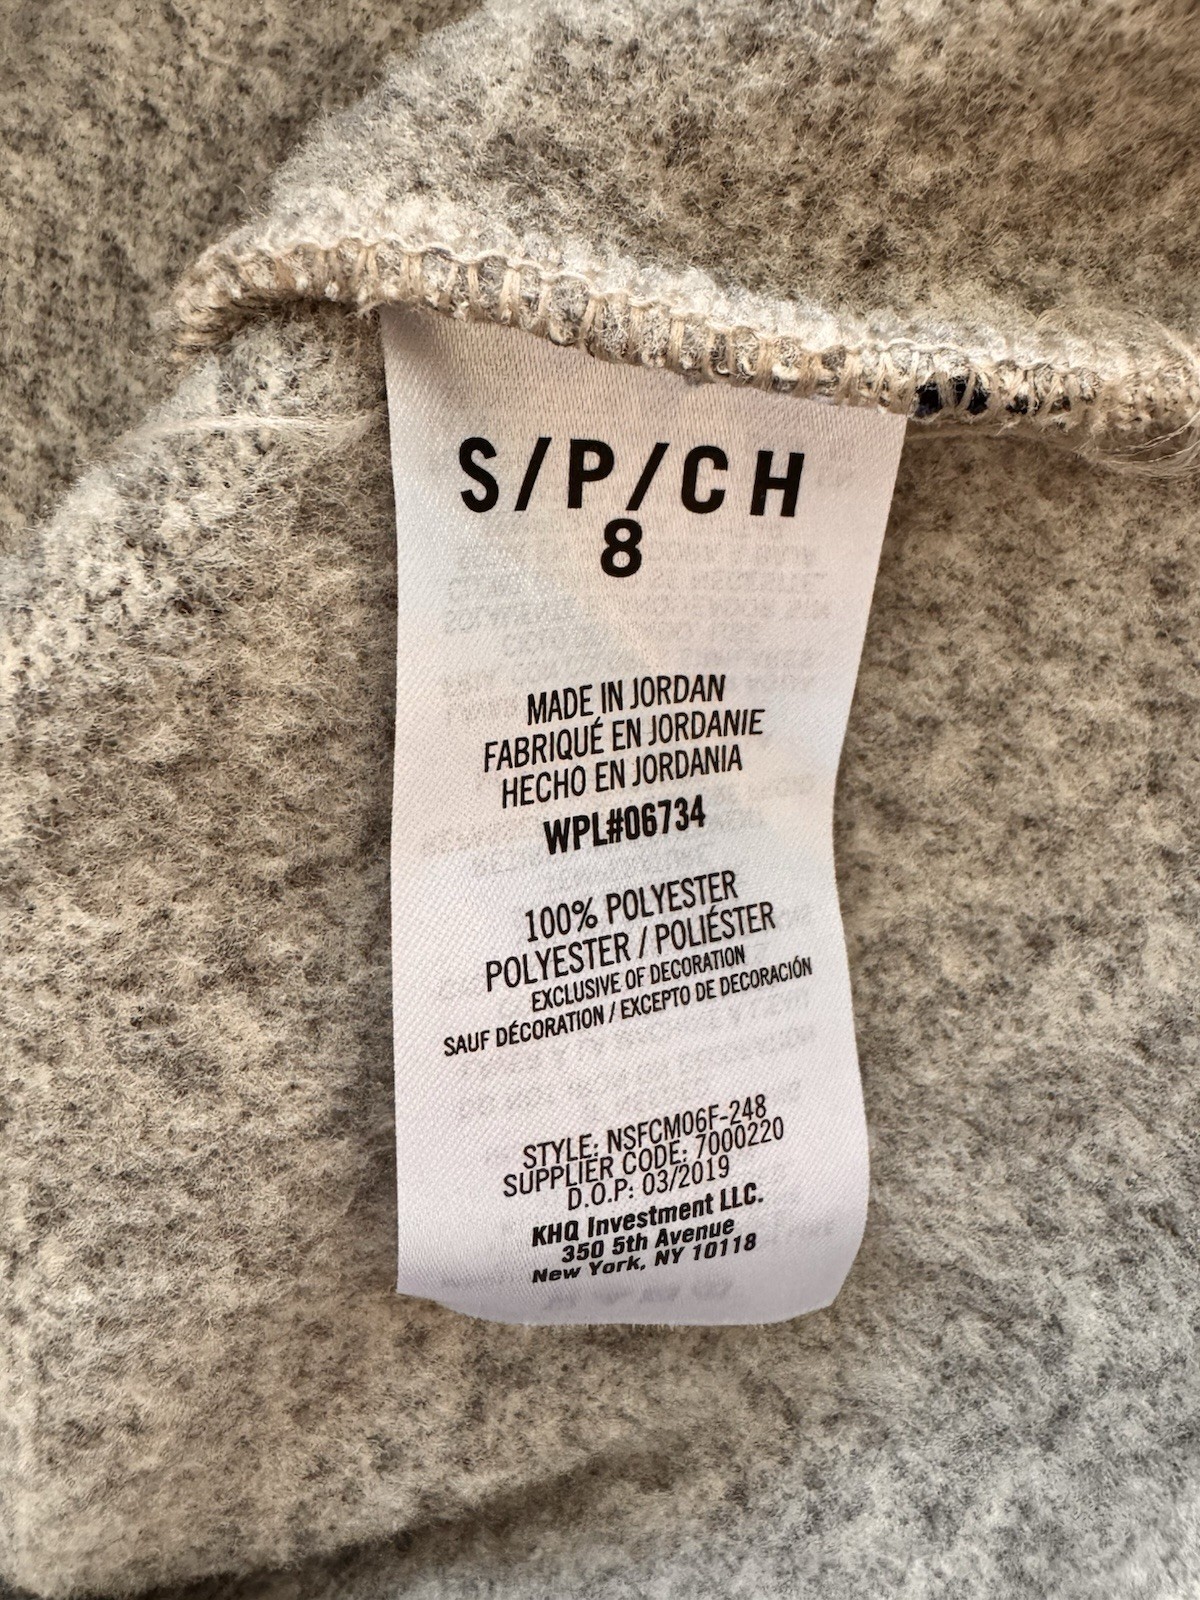 S/P/CH
8
MADE IN JORDAN
FABRIQUÉ EN JORDANIE
HECHO EN JORDANIA
WPL#06734
100% POLYESTER
POLYESTER / POLIÉSTER
EXCLUSIVE OF DECORATION
SAUF DÉCORATION / EXCEPTO DE DECORACIÓN
STYLE: NSFCM06F-248
SUPPLIER CODE: 7000220
D.O.P: 03/2019
KHQ Investment LLC.
350 5th Avenue
New York, NY 10118